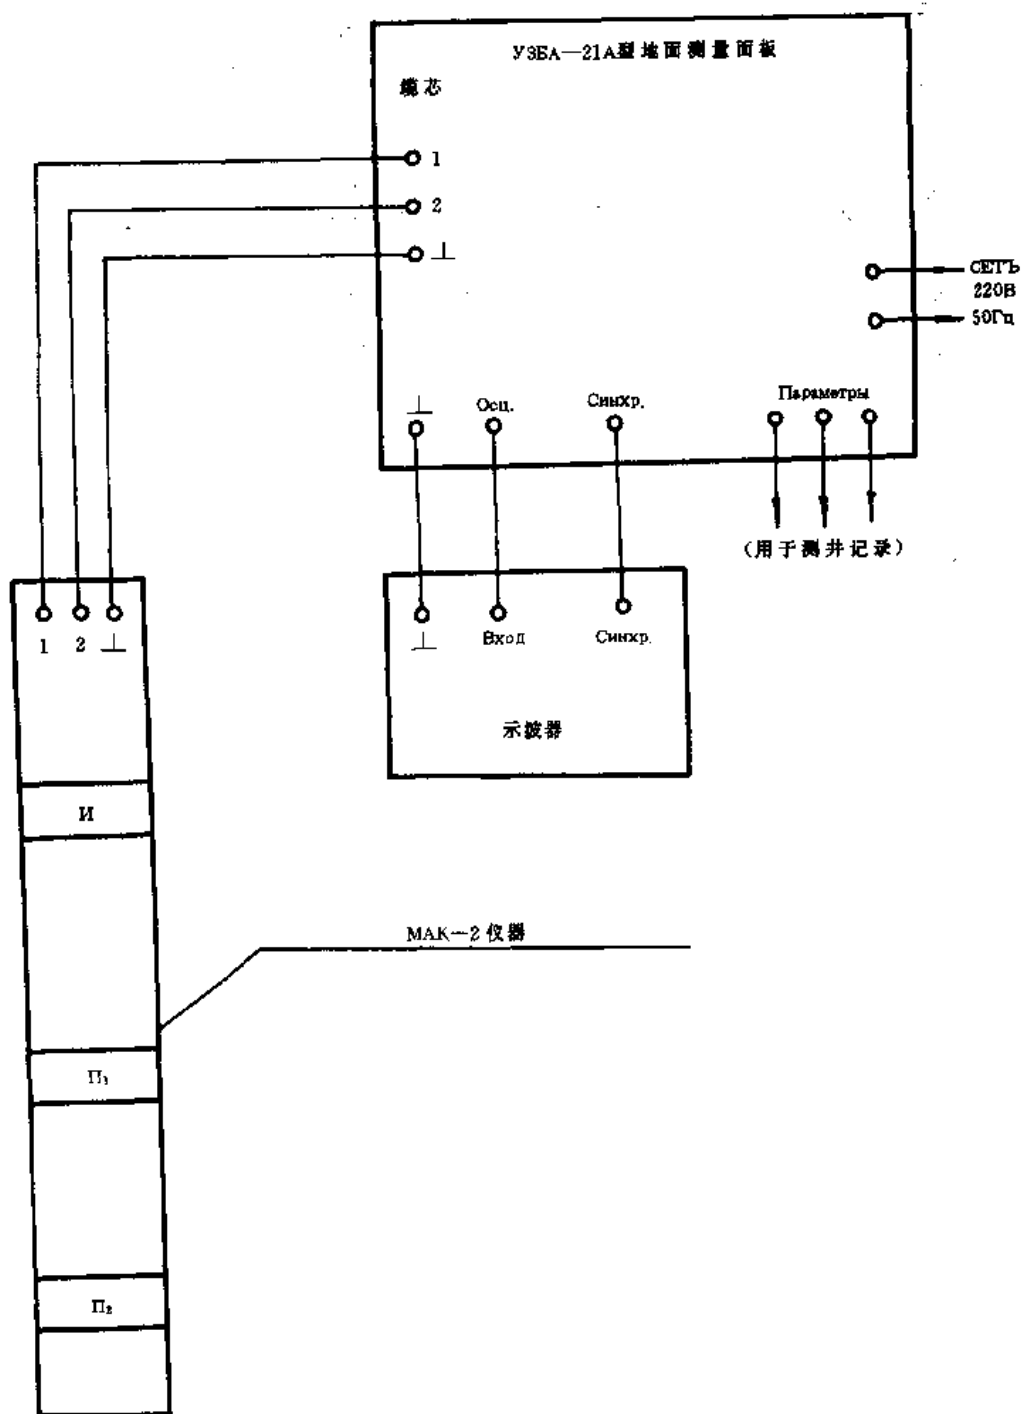 УЗБА—21А型地面测量面板
缆芯
1
2
⊥
СЕТЪ
220В
50Гц
⊥
Осц.
Синхр.
Параметры
(用于测井记录)
1
2
⊥
⊥
Вход
Синхр.
示波器
И
МАК—2 仪器
П₁
П₂